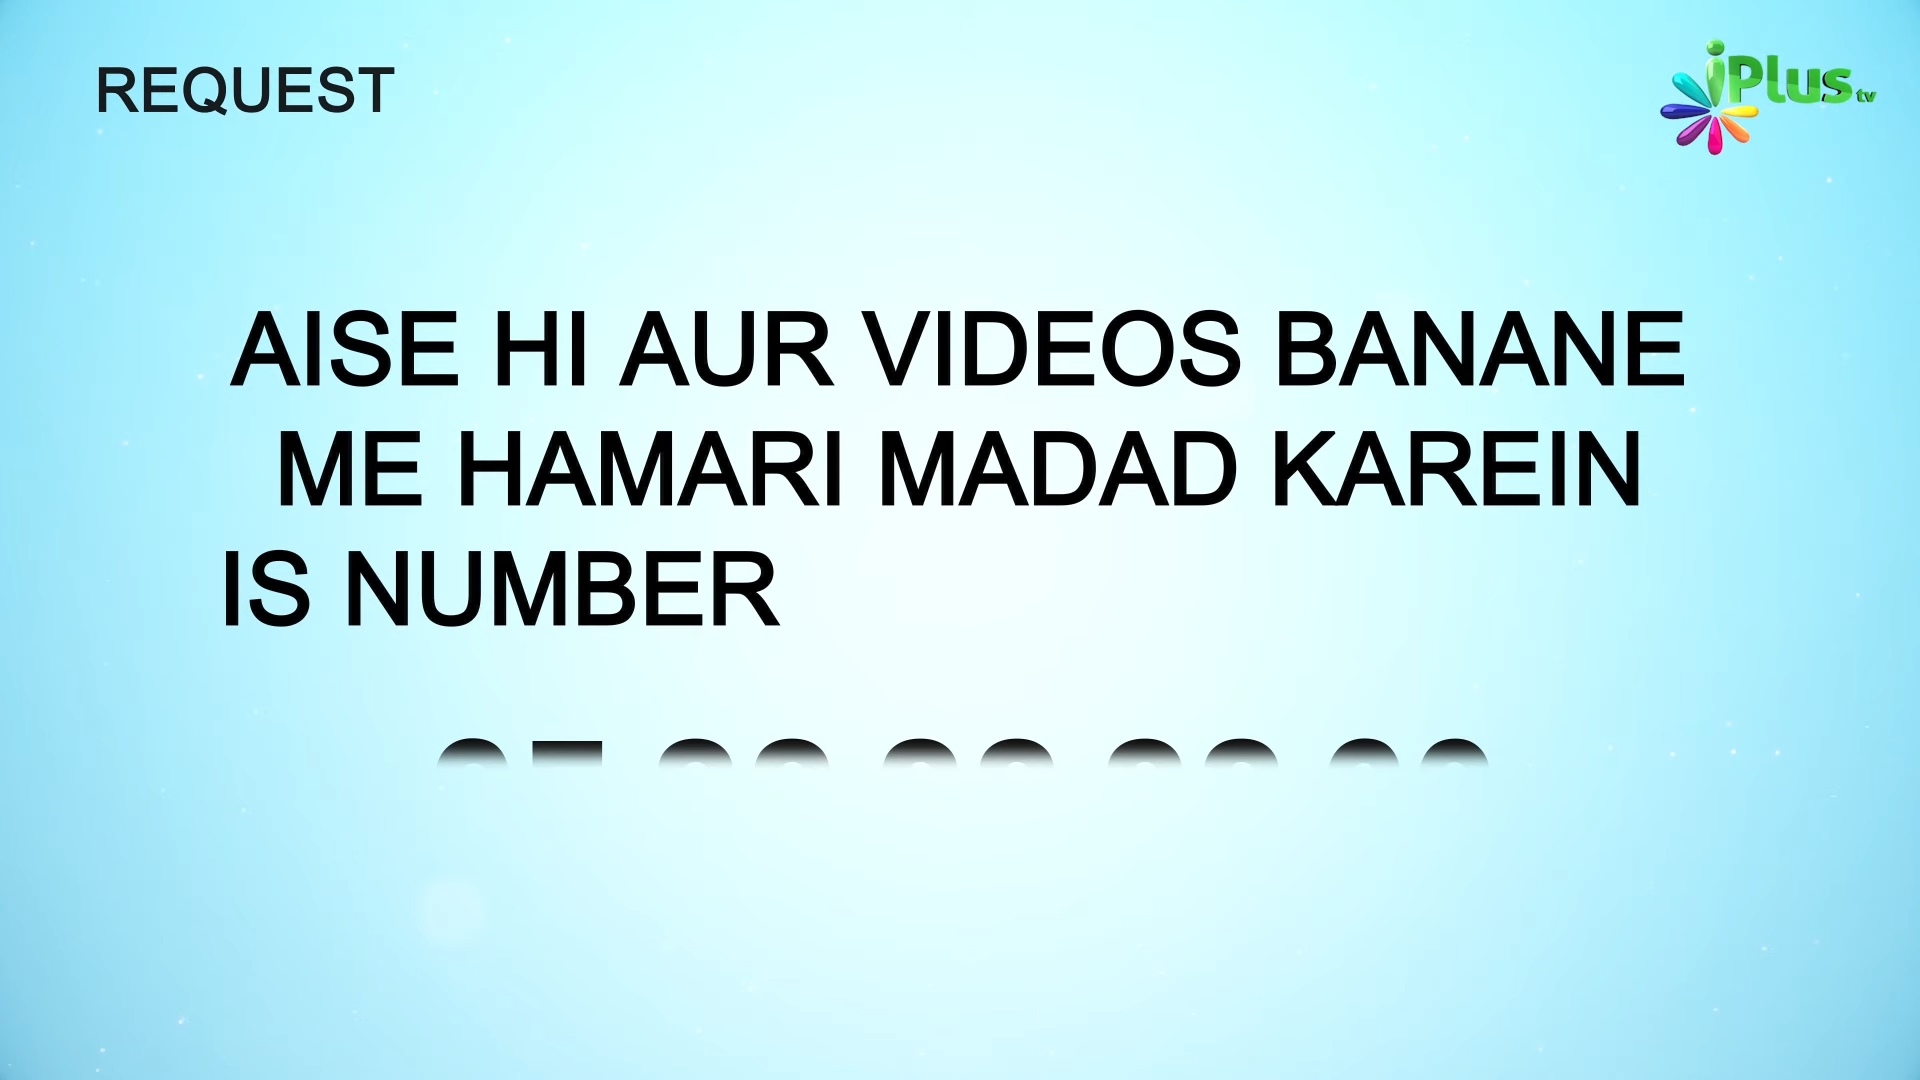 REQUEST
iPlus tv
AISE HI AUR VIDEOS BANANE
ME HAMARI MADAD KAREIN
IS NUMBER